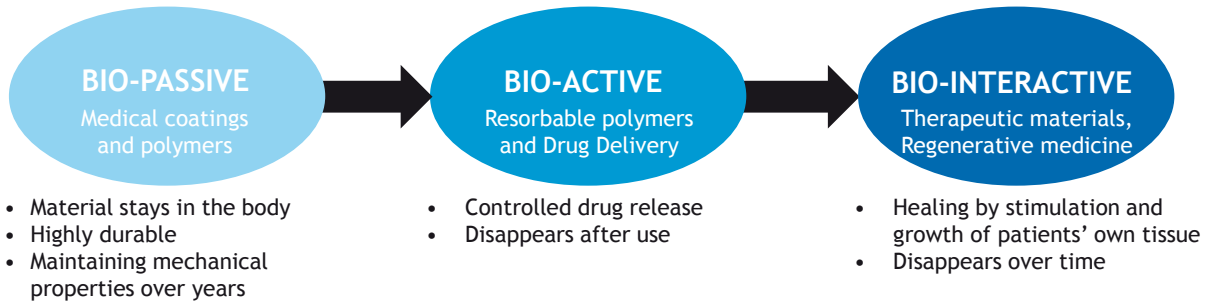 BIO-PASSIVE
Medical coatings
and polymers
• Material stays in the body
• Highly durable
• Maintaining mechanical
properties over years
BIO-ACTIVE
Resorbable polymers
and Drug Delivery
• Controlled drug release
• Disappears after use
BIO-INTERACTIVE
Therapeutic materials,
Regenerative medicine
• Healing by stimulation and
growth of patients’ own tissue
• Disappears over time